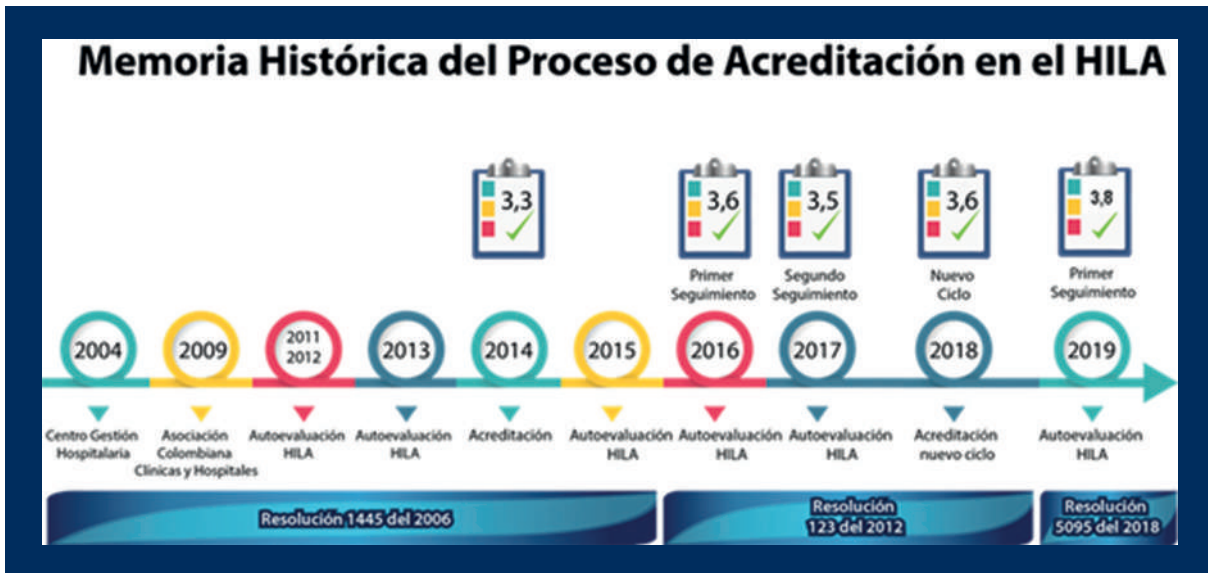 Memoria Histórica del Proceso de Acreditación en el HILA
3,3
3,6
3,5
3,6
3,8
Primer
Seguimiento
Segundo
Seguimiento
Nuevo
Ciclo
Primer
Seguimiento
2004
2009
2011
2012
2013
2014
2015
2016
2017
2018
2019
Centro Gestión
Hospitalaria
Asociación
Colombiana
Clínicas y Hospitales
Autoevaluación
HILA
Autoevaluación
HILA
Acreditación
Autoevaluación
HILA
Autoevaluación
HILA
Autoevaluación
HILA
Acreditación
nuevo ciclo
Autoevaluación
HILA
Resolución 1445 del 2006
Resolución
123 del 2012
Resolución
5095 del 2018